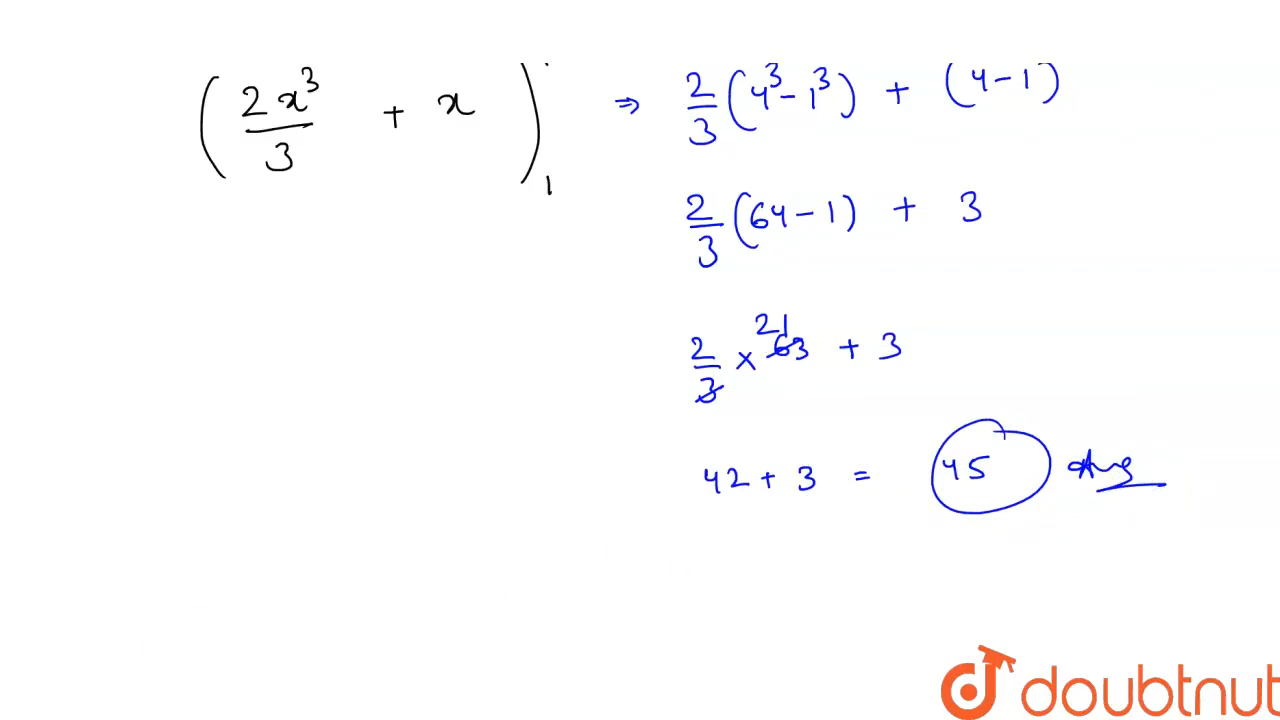 ( 2x³/3 + x )₁ ⇒ 2/3 (4³ - 1³) + (4 - 1)
2/3 (64 - 1) + 3
21
2/3 × 63 + 3
42 + 3 = 45 Ans
doubtnut